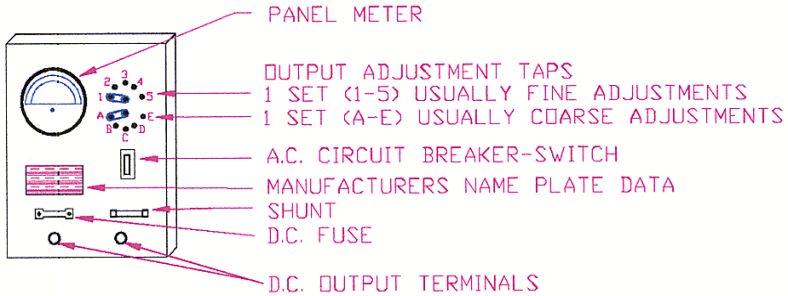 PANEL METER
OUTPUT ADJUSTMENT TAPS
1 SET (1-5) USUALLY FINE ADJUSTMENTS
1 SET (A-E) USUALLY COARSE ADJUSTMENTS
A.C. CIRCUIT BREAKER-SWITCH
MANUFACTURERS NAME PLATE DATA
SHUNT
D.C. FUSE
D.C. OUTPUT TERMINALS
3
2 4
1 5
A E
B D
C